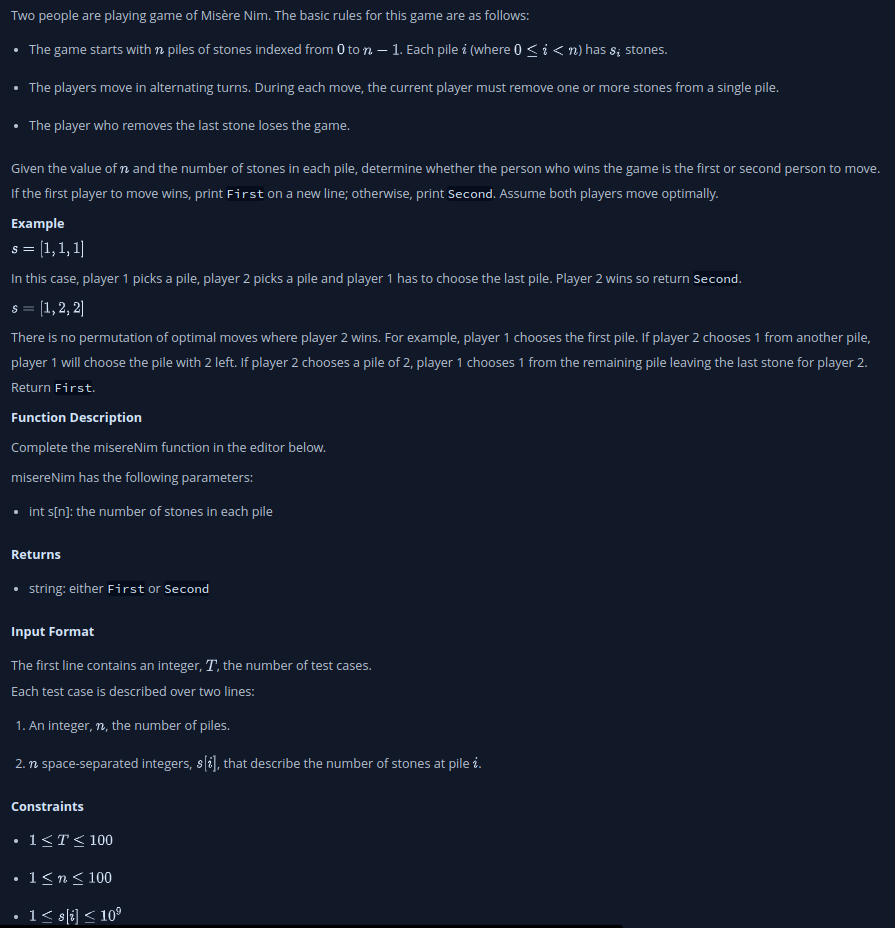 Two people are playing game of Misère Nim. The basic rules for this game are as follows:
• The game starts with n piles of stones indexed from 0 to n − 1. Each pile i (where 0 ≤ i < n) has sᵢ stones.
• The players move in alternating turns. During each move, the current player must remove one or more stones from a single pile.
• The player who removes the last stone loses the game.
Given the value of n and the number of stones in each pile, determine whether the person who wins the game is the first or second person to move.
If the first player to move wins, print First on a new line; otherwise, print Second. Assume both players move optimally.
Example
s = [1, 1, 1]
In this case, player 1 picks a pile, player 2 picks a pile and player 1 has to choose the last pile. Player 2 wins so return Second.
s = [1, 2, 2]
There is no permutation of optimal moves where player 2 wins. For example, player 1 chooses the first pile. If player 2 chooses 1 from another pile,
player 1 will choose the pile with 2 left. If player 2 chooses a pile of 2, player 1 chooses 1 from the remaining pile leaving the last stone for player 2.
Return First.
Function Description
Complete the misereNim function in the editor below.
misereNim has the following parameters:
• int s[n]: the number of stones in each pile
Returns
• string: either First or Second
Input Format
The first line contains an integer, T, the number of test cases.
Each test case is described over two lines:
1. An integer, n, the number of piles.
2. n space-separated integers, s[i], that describe the number of stones at pile i.
Constraints
• 1 ≤ T ≤ 100
• 1 ≤ n ≤ 100
• 1 ≤ s[i] ≤ 10⁹